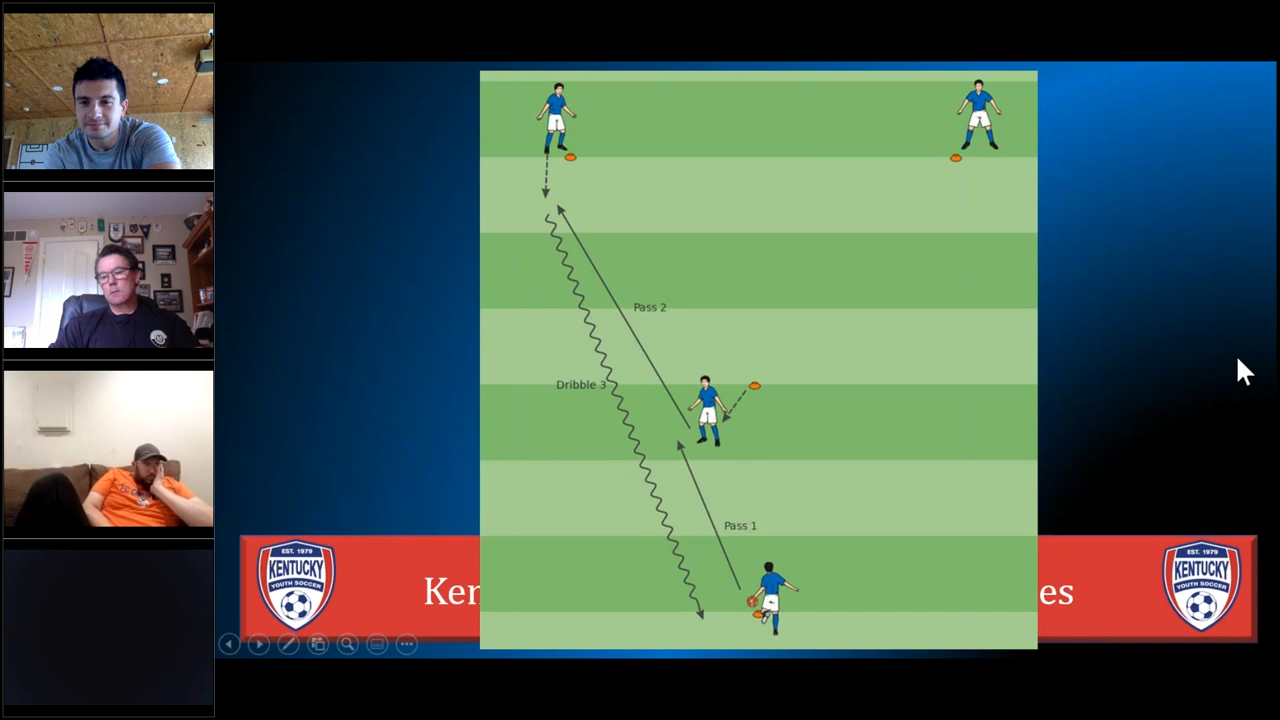 Pass 2
Dribble 3
Pass 1
EST. 1979
KENTUCKY
YOUTH SOCCER
Ken
es
EST. 1979
KENTUCKY
YOUTH SOCCER